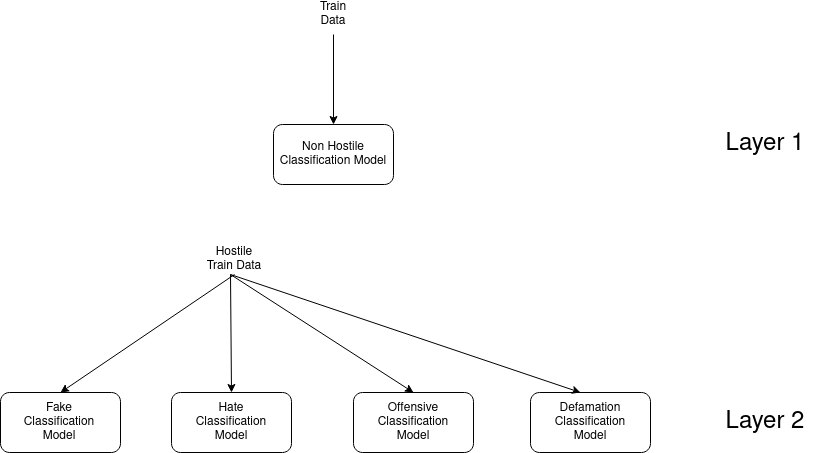 Train
Data
Non Hostile
Classification Model
Layer 1
Hostile
Train Data
Fake
Classification
Model
Hate
Classification
Model
Offensive
Classification
Model
Defamation
Classification
Model
Layer 2